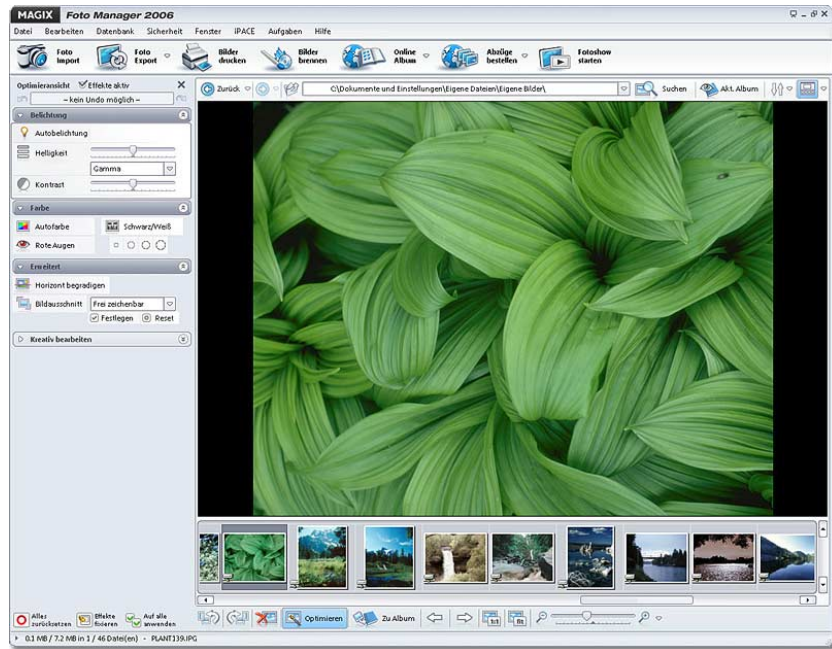 MAGIX Foto Manager 2006
Datei Bearbeiten Datenbank Sicherheit Fenster iPACE Aufgaben Hilfe
Foto Import
Foto Export
Bilder drucken
Bilder brennen
Online Album
Abzüge bestellen
Fotoshow starten
Optimieransicht Effekte aktiv
– kein Undo möglich –
Zurück
C:\Dokumente und Einstellungen\Eigene Dateien\Eigene Bilder\
Suchen
Akt. Album
Belichtung
Autobelichtung
Helligkeit
Gamma
Kontrast
Farbe
Autofarbe
Schwarz/Weiß
Rote Augen
Erweitert
Horizont begradigen
Bildausschnitt
Frei zeichenbar
Festlegen
Reset
Kreativ bearbeiten
Alles zurücksetzen
Effekte fixieren
Auf alle anwenden
Optimieren
Zu Album
1:1
fit
0.1 MB / 7.2 MB in 1 / 46 Datei(en) - PLANT139.JPG